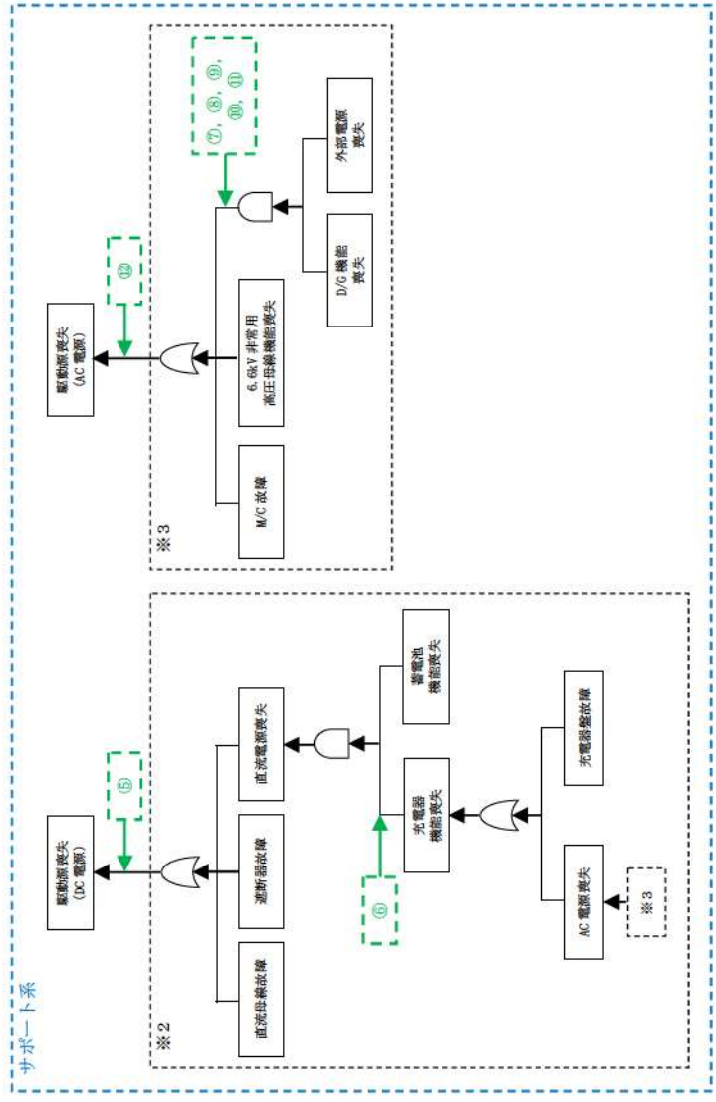 サポート系
駆動源喪失
(DC 電源)
⑤
※2
直流母線故障
遮断器故障
直流電源喪失
⑥
充電器
機能喪失
蓄電池
機能喪失
AC 電源喪失
充電器盤故障
※3
駆動源喪失
(AC 電源)
⑫
※3
M/C 故障
6.6kV 非常用
高圧母線機能喪失
⑦, ⑧, ⑨,
⑩, ⑪
D/G 機能
喪失
外部電源
喪失